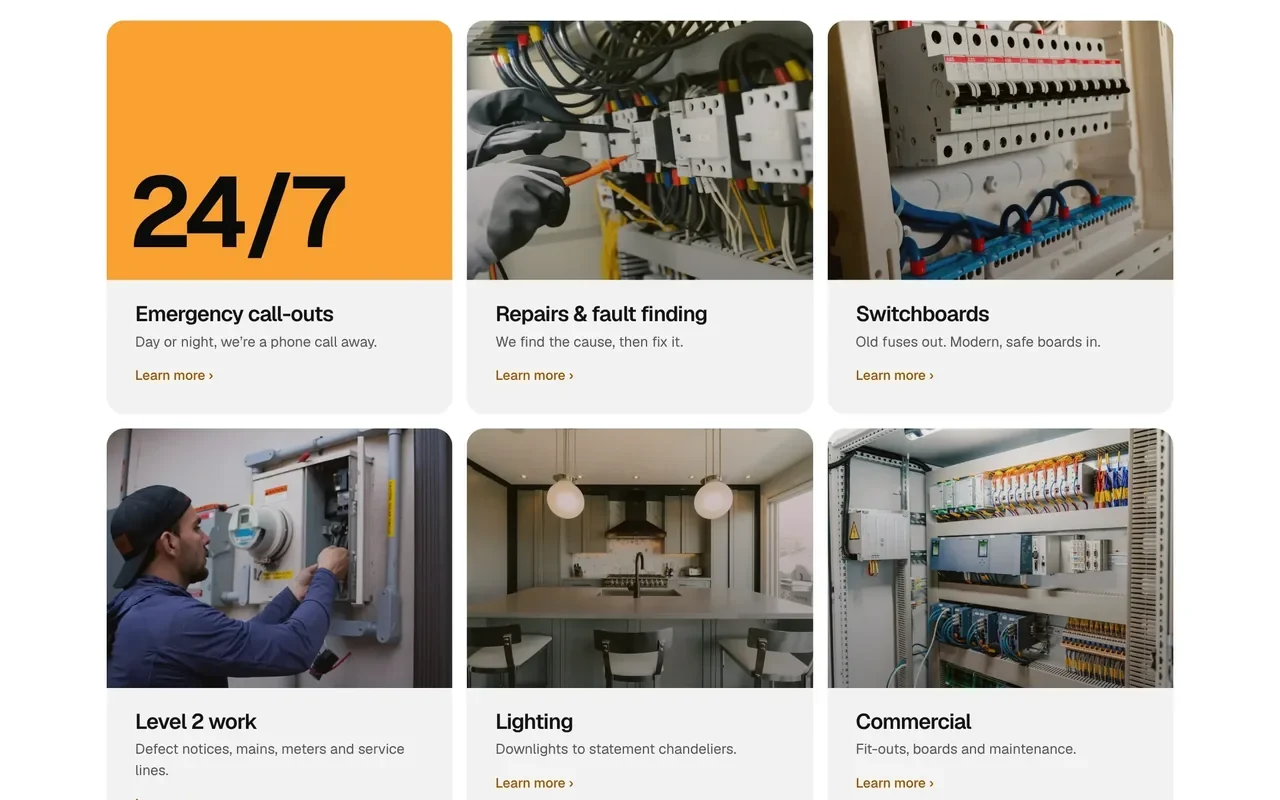 24/7
Emergency call-outs
Day or night, we're a phone call away.
Learn more ›
Repairs & fault finding
We find the cause, then fix it.
Learn more ›
Switchboards
Old fuses out. Modern, safe boards in.
Learn more ›
Level 2 work
Defect notices, mains, meters and service
lines.
Lighting
Downlights to statement chandeliers.
Learn more ›
Commercial
Fit-outs, boards and maintenance.
Learn more ›